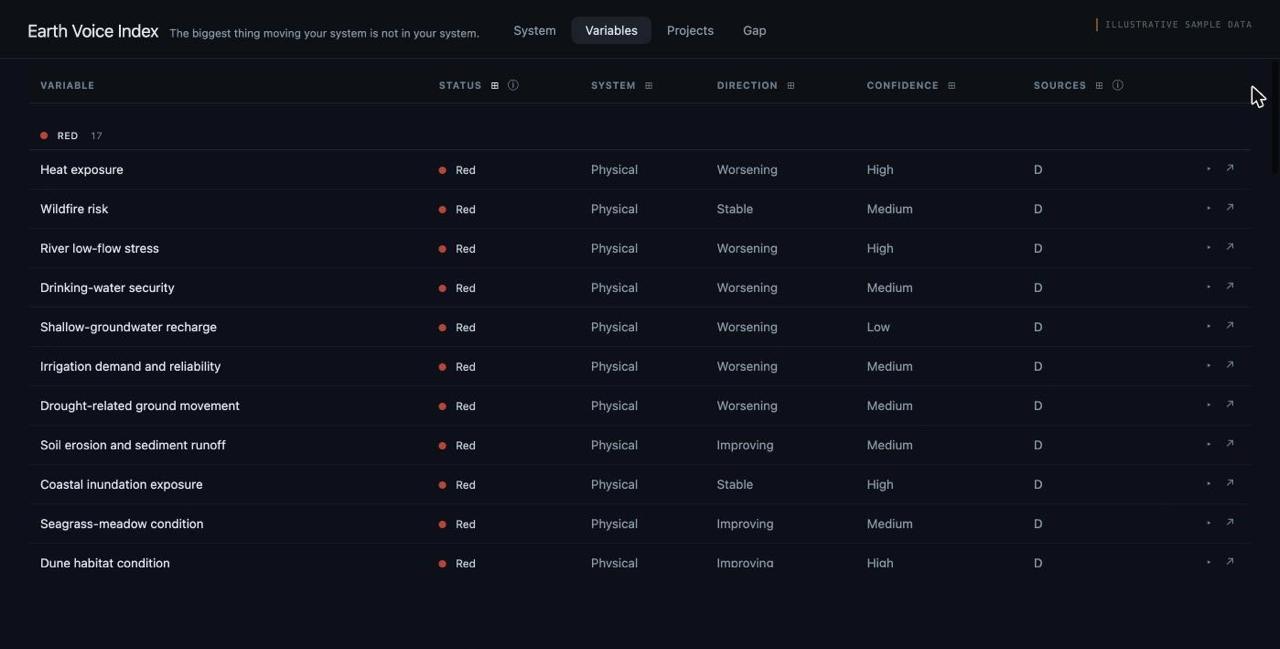 Earth Voice Index The biggest thing moving your system is not in your system. System Variables Projects Gap ILLUSTRATIVE SAMPLE DATA
VARIABLE STATUS SYSTEM DIRECTION CONFIDENCE SOURCES
RED 17
Heat exposure Red Physical Worsening High D
Wildfire risk Red Physical Stable Medium D
River low-flow stress Red Physical Worsening High D
Drinking-water security Red Physical Worsening Medium D
Shallow-groundwater recharge Red Physical Worsening Low D
Irrigation demand and reliability Red Physical Worsening Medium D
Drought-related ground movement Red Physical Worsening Medium D
Soil erosion and sediment runoff Red Physical Improving Medium D
Coastal inundation exposure Red Physical Stable High D
Seagrass-meadow condition Red Physical Improving Medium D
Dune habitat condition Red Physical Improving High D